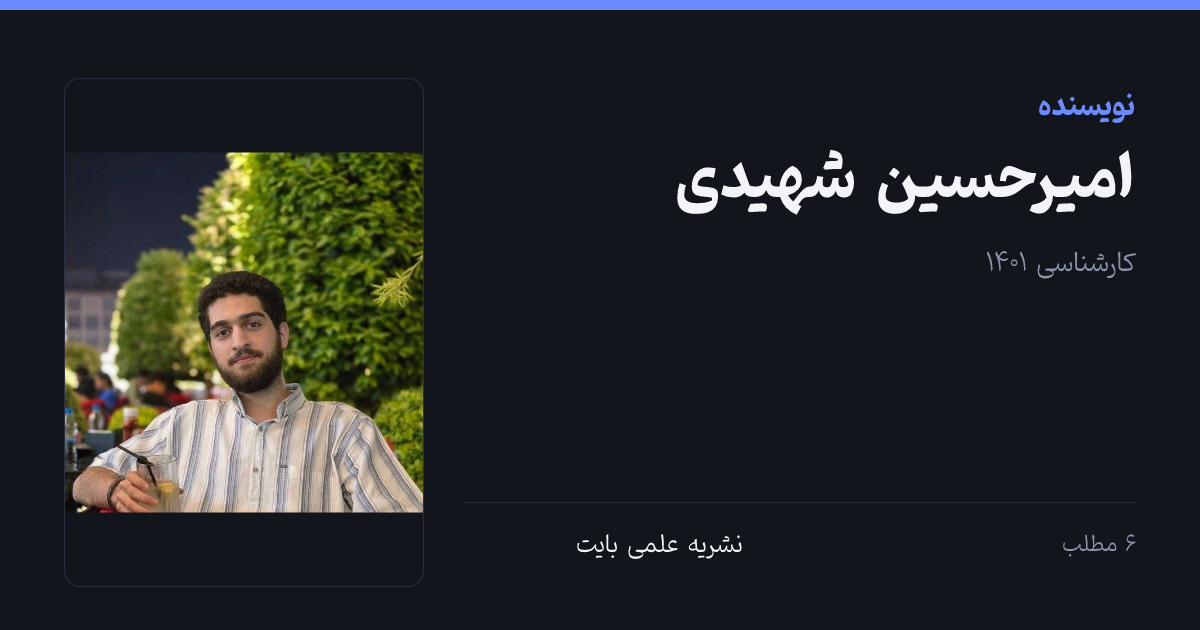 نویسنده
امیرحسین شهیدی
کارشناسی ۱۴۰۱
۶ مطلب
نشریه علمی بایت